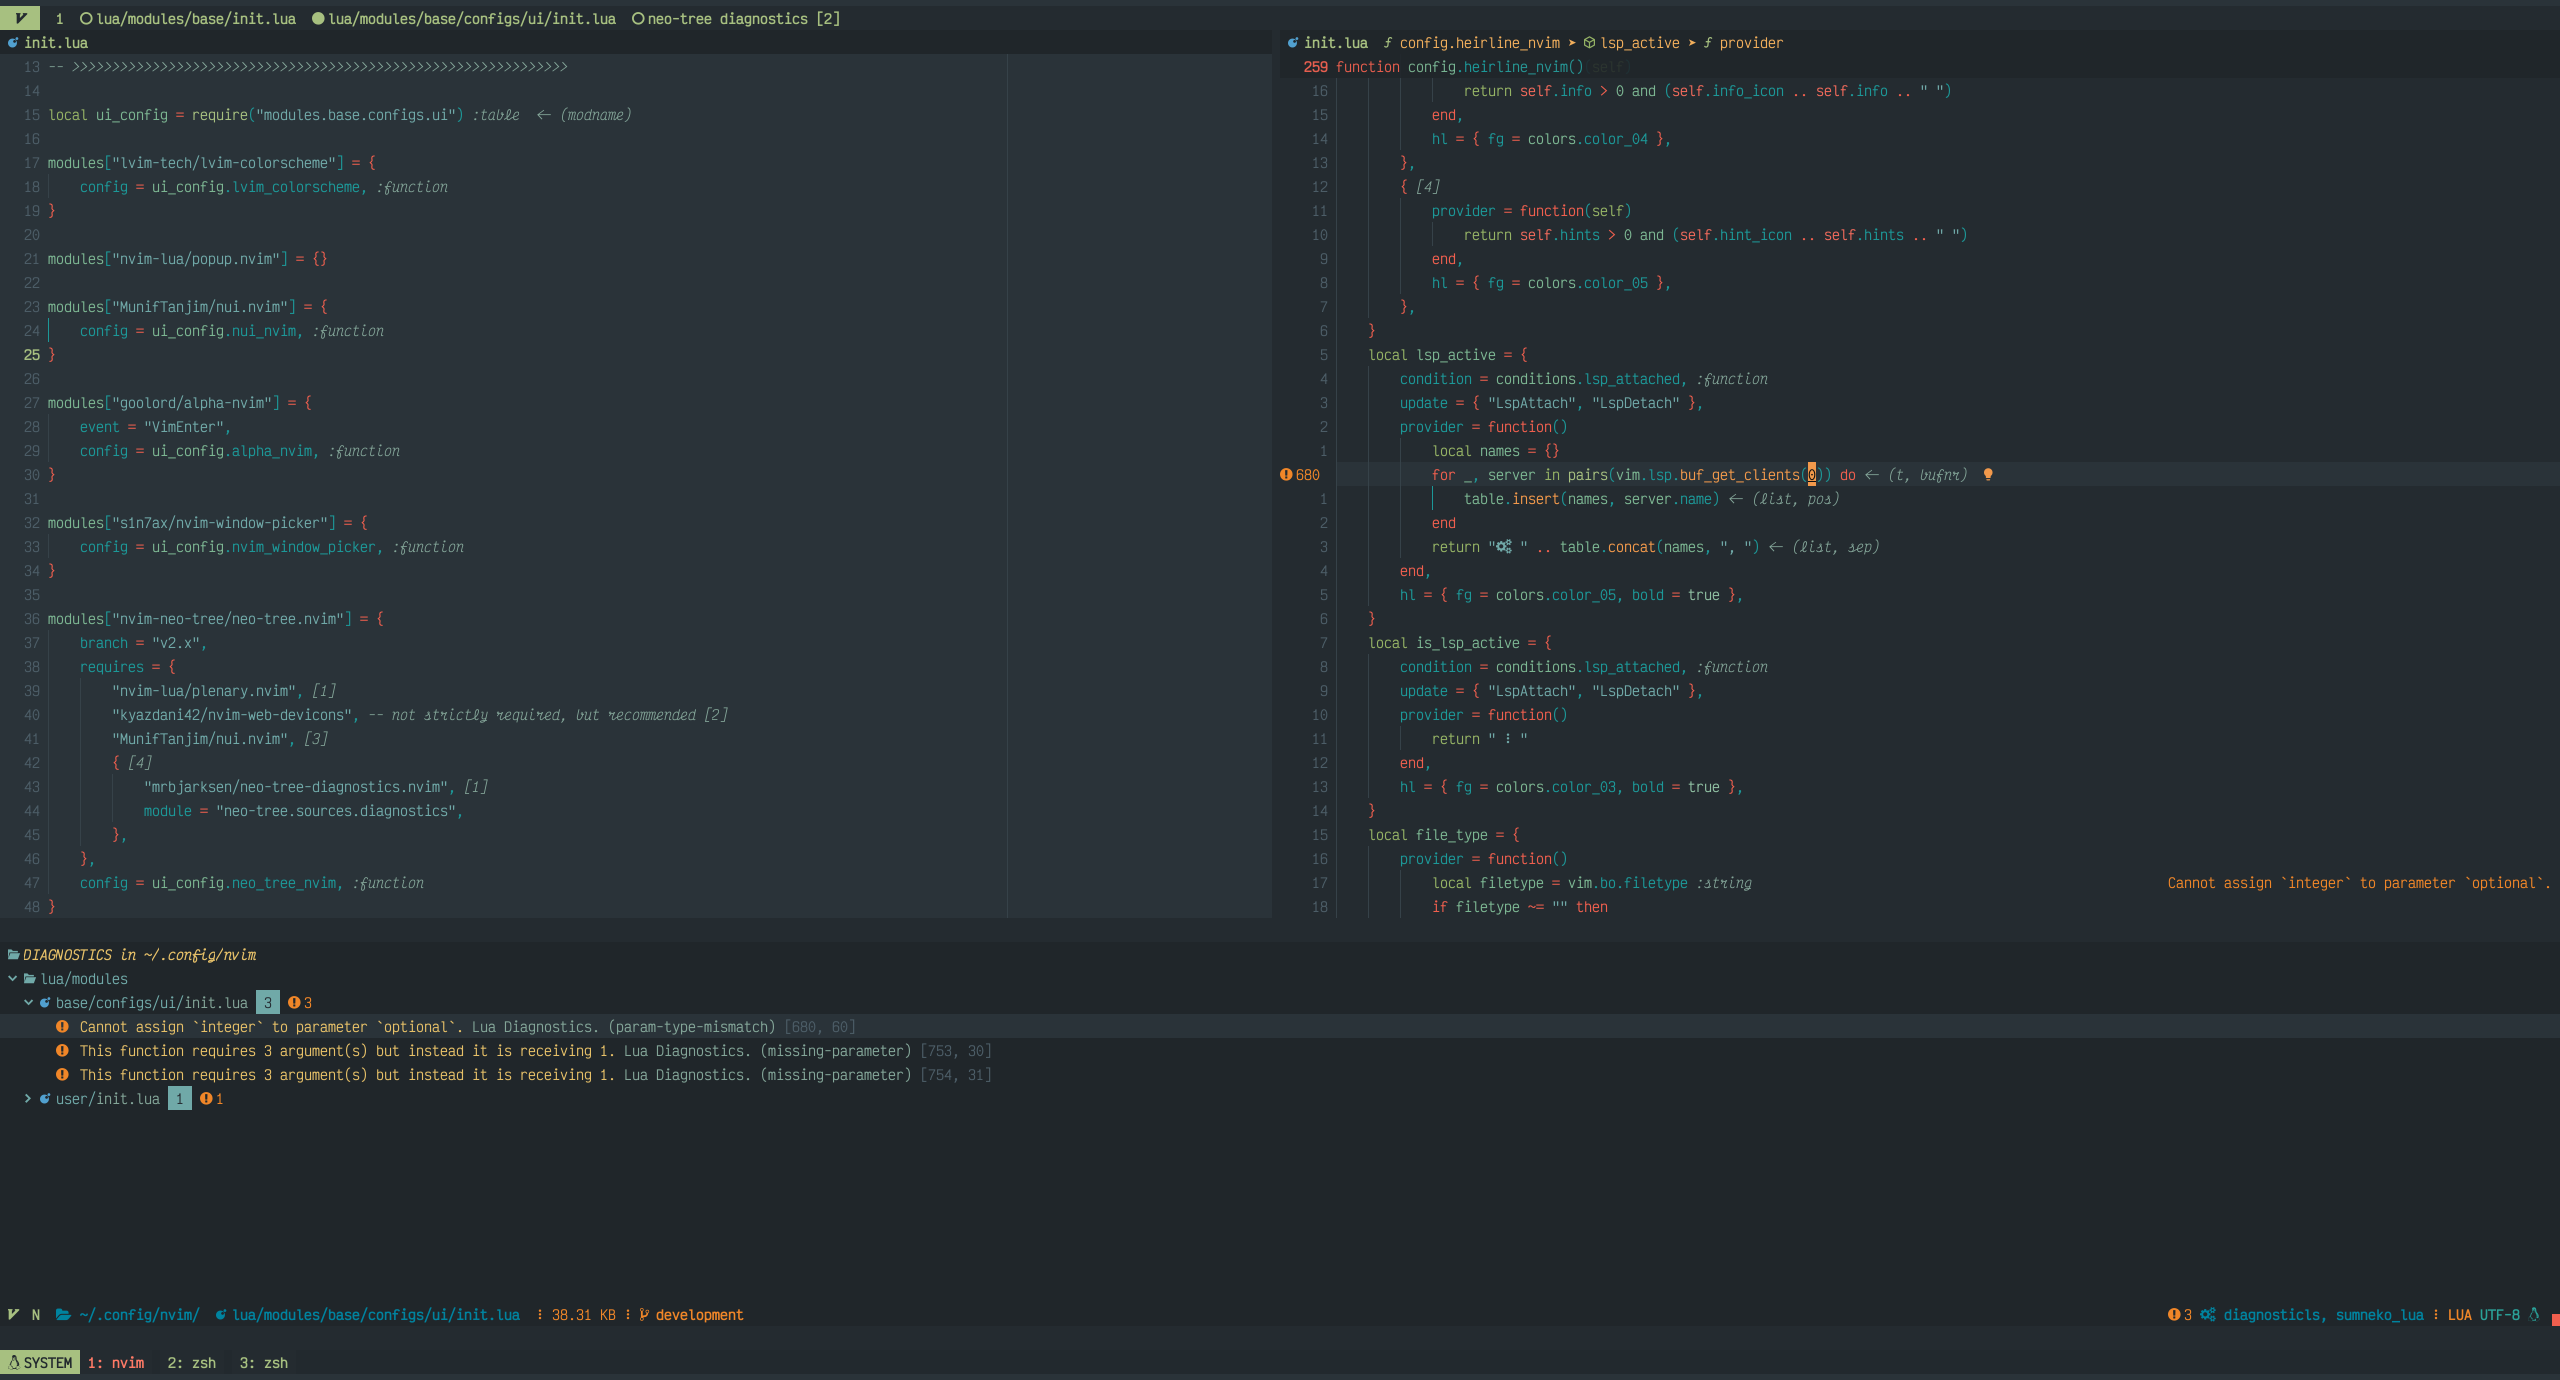 1 lua/modules/base/init.lua lua/modules/base/configs/ui/init.lua neo-tree diagnostics [2]
init.lua
13 -- >>>>>>>>>>>>>>>>>>>>>>>>>>>>>>>>>>>>>>>>>>>>>>>>>>>>>>>>>>>>>>
14
15 local ui_config = require("modules.base.configs.ui") :table <- (modname)
16
17 modules["lvim-tech/lvim-colorscheme"] = {
18     config = ui_config.lvim_colorscheme, :function
19 }
20
21 modules["nvim-lua/popup.nvim"] = {}
22
23 modules["MunifTanjim/nui.nvim"] = {
24     config = ui_config.nui_nvim, :function
25 }
26
27 modules["goolord/alpha-nvim"] = {
28     event = "VimEnter",
29     config = ui_config.alpha_nvim, :function
30 }
31
32 modules["s1n7ax/nvim-window-picker"] = {
33     config = ui_config.nvim_window_picker, :function
34 }
35
36 modules["nvim-neo-tree/neo-tree.nvim"] = {
37     branch = "v2.x",
38     requires = {
39         "nvim-lua/plenary.nvim", [1]
40         "kyazdani42/nvim-web-devicons", -- not strictly required, but recommended [2]
41         "MunifTanjim/nui.nvim", [3]
42         { [4]
43             "mrbjarksen/neo-tree-diagnostics.nvim", [1]
44             module = "neo-tree.sources.diagnostics",
45         },
46     },
47     config = ui_config.neo_tree_nvim, :function
48 }
init.lua ƒ config.heirline_nvim ➤ lsp_active ➤ ƒ provider
259 function config.heirline_nvim()
16                 return self.info > 0 and (self.info_icon .. self.info .. " ")
15             end,
14             hl = { fg = colors.color_04 },
13         },
12         { [4]
11             provider = function(self)
10                 return self.hints > 0 and (self.hint_icon .. self.hints .. " ")
9             end,
8             hl = { fg = colors.color_05 },
7         },
6     }
5     local lsp_active = {
4         condition = conditions.lsp_attached, :function
3         update = { "LspAttach", "LspDetach" },
2         provider = function()
1             local names = {}
680             for _, server in pairs(vim.lsp.buf_get_clients(0)) do <- (t, bufnr)
1                 table.insert(names, server.name) <- (list, pos)
2             end
3             return " " .. table.concat(names, ", ") <- (list, sep)
4         end,
5         hl = { fg = colors.color_05, bold = true },
6     }
7     local is_lsp_active = {
8         condition = conditions.lsp_attached, :function
9         update = { "LspAttach", "LspDetach" },
10         provider = function()
11             return " ⁝ "
12         end,
13         hl = { fg = colors.color_03, bold = true },
14     }
15     local file_type = {
16         provider = function()
17             local filetype = vim.bo.filetype :string Cannot assign `integer` to parameter `optional`.
18             if filetype ~= "" then
DIAGNOSTICS in ~/.config/nvim
lua/modules
base/configs/ui/init.lua 3 3
Cannot assign `integer` to parameter `optional`. Lua Diagnostics. (param-type-mismatch) [680, 60]
This function requires 3 argument(s) but instead it is receiving 1. Lua Diagnostics. (missing-parameter) [753, 30]
This function requires 3 argument(s) but instead it is receiving 1. Lua Diagnostics. (missing-parameter) [754, 31]
user/init.lua 1 1
N ~/.config/nvim/ lua/modules/base/configs/ui/init.lua ⁝ 38.31 KB ⁝ development 3 diagnosticls, sumneko_lua ⁝ LUA UTF-8
SYSTEM 1: nvim 2: zsh 3: zsh